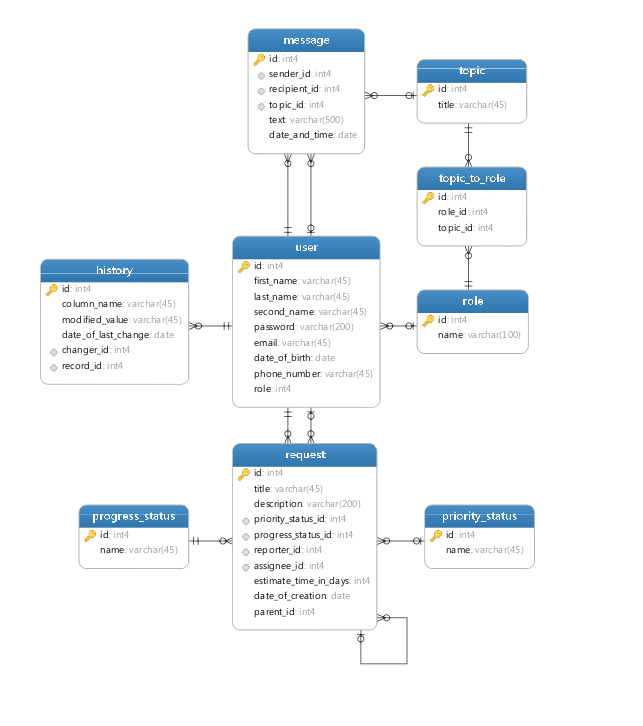 message
id: int4
sender_id: int4
recipient_id: int4
topic_id: int4
text: varchar(500)
date_and_time: date
topic
id: int4
title: varchar(45)
topic_to_role
id: int4
role_id: int4
topic_id: int4
user
id: int4
first_name: varchar(45)
last_name: varchar(45)
second_name: varchar(45)
password: varchar(200)
email: varchar(45)
date_of_birth: date
phone_number: varchar(45)
role: int4
history
id: int4
column_name: varchar(45)
modified_value: varchar(45)
date_of_last_change: date
changer_id: int4
record_id: int4
role
id: int4
name: varchar(100)
request
id: int4
title: varchar(45)
description: varchar(200)
priority_status_id: int4
progress_status_id: int4
reporter_id: int4
assignee_id: int4
estimate_time_in_days: int4
date_of_creation: date
parent_id: int4
progress_status
id: int4
name: varchar(45)
priority_status
id: int4
name: varchar(45)